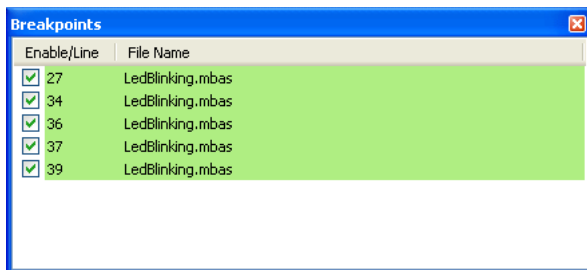 Breakpoints
Enable/Line File Name
27 LedBlinking.mbas
34 LedBlinking.mbas
36 LedBlinking.mbas
37 LedBlinking.mbas
39 LedBlinking.mbas